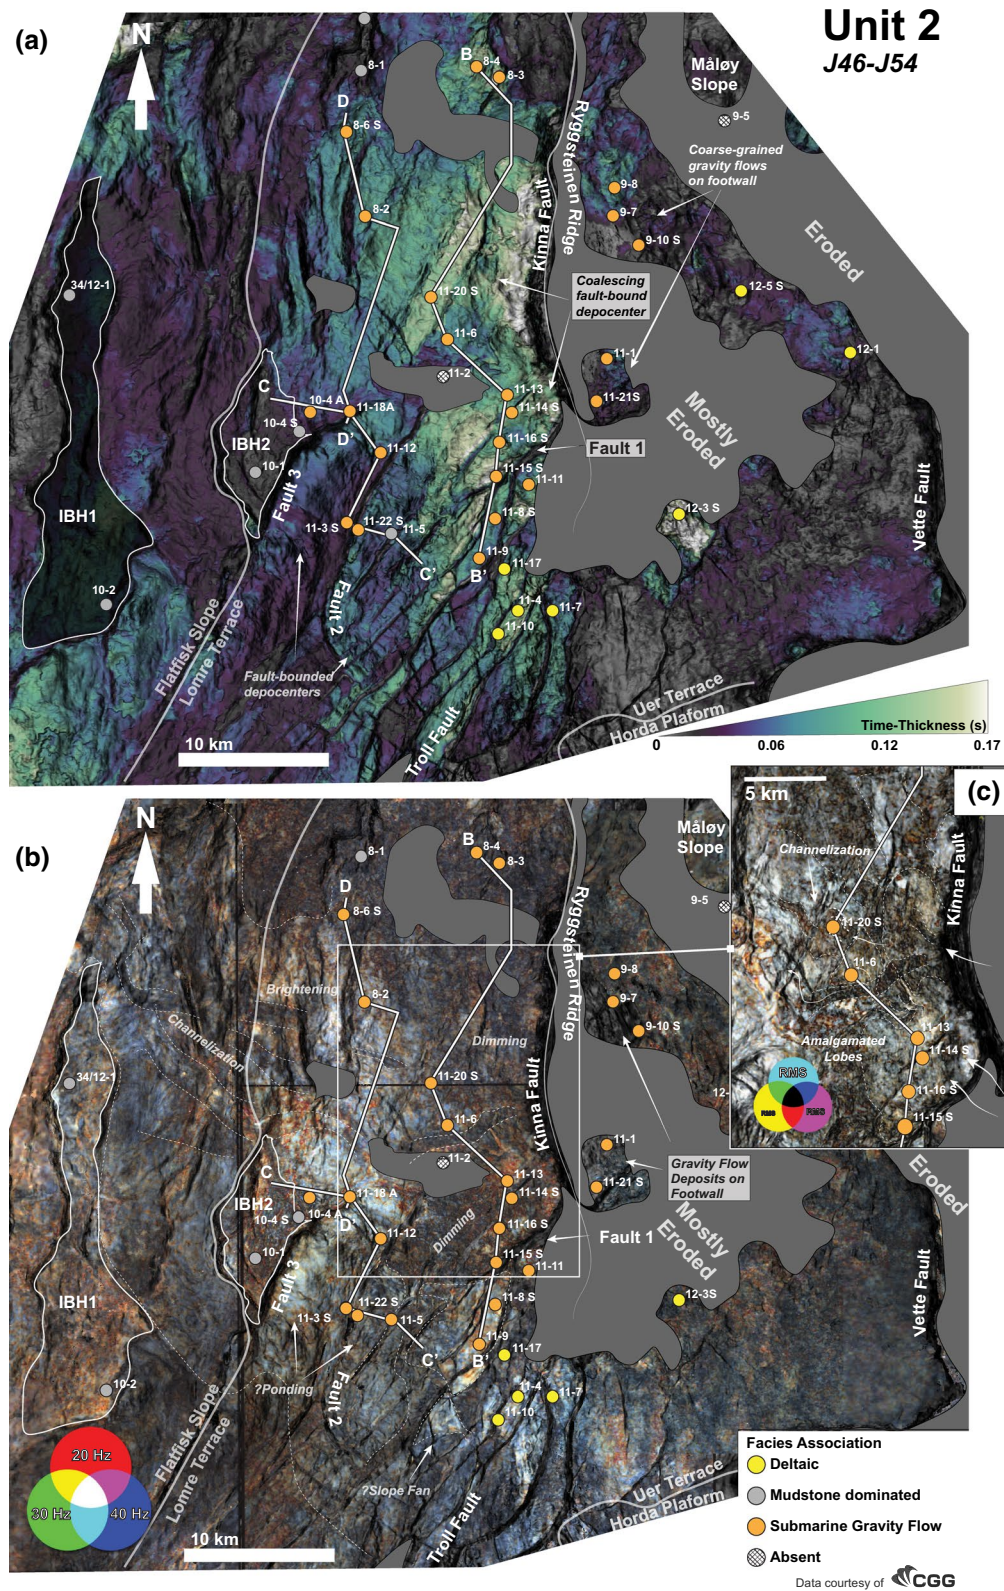 (a)
Unit 2
J46-J54
N
8-1
B
8-4
8-3
Måløy
Slope
9-5
D
8-6 S
Ryggsteinen Ridge
Coarse-grained
gravity flows
on footwall
9-8
9-7
9-10 S
8-2
Kinna Fault
Eroded
34/12-1
11-20 S
Coalescing
fault-bound
depocenter
12-5 S
11-6
12-1
11-2
11-1
C
10-4 A
11-18A
11-13
11-14 S
11-21S
10-4 S
D'
IBH2
11-16 S
Fault 1
Mostly
Eroded
11-12
10-1
11-15 S
11-11
IBH1
Fault 3
11-3 S
11-22 S
11-5
11-8 S
12-3 S
Vette Fault
11-9
C'
B'
11-17
10-2
Fault 2
11-4
11-7
11-10
Flatfisk Slope
Lomre Terrace
Fault-bounded
depocenters
Troll Fault
Uer Terrace
Horda Plaform
Time-Thickness (s)
0
0.06
0.12
0.17
10 km
(b)
N
8-1
B
8-4
8-3
Måløy
Slope
9-5
D
8-6 S
Ryggsteinen Ridge
9-8
9-7
9-10 S
Brightening
8-2
Channelization
Dimming
34/12-1
11-20 S
12-
Kinna Fault
11-6
11-2
11-1
C
11-18 A
11-13
11-14 S
11-21 S
Gravity Flow
Deposits on
Footwall
IBH2
10-4 S
10-4 A
D'
Dimming
11-16 S
Fault 1
Mostly
Eroded
Eroded
11-12
10-1
11-15 S
11-11
IBH1
Fault 3
11-3 S
11-22 S
11-5
11-8 S
12-3S
Vette Fault
11-9
C'
B'
11-17
?Ponding
Fault 2
10-2
11-4
11-7
11-10
Flatfisk Slope
Lomre Terrace
?Slope Fan
Troll Fault
Uer Terrace
Horda Plaform
20 Hz
30 Hz
40 Hz
10 km
(c)
5 km
Channelization
Kinna Fault
11-20 S
11-6
11-13
11-14 S
Amalgamated
Lobes
11-16 S
11-15 S
RMS
RMS
RMS
Facies Association
Deltaic
Mudstone dominated
Submarine Gravity Flow
Absent
Data courtesy of CGG